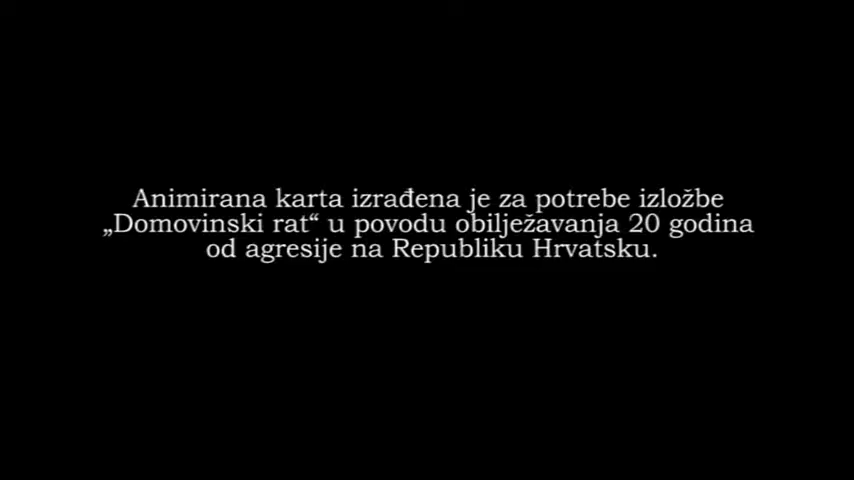 Animirana karta izrađena je za potrebe izložbe
„Domovinski rat“ u povodu obilježavanja 20 godina
od agresije na Republiku Hrvatsku.